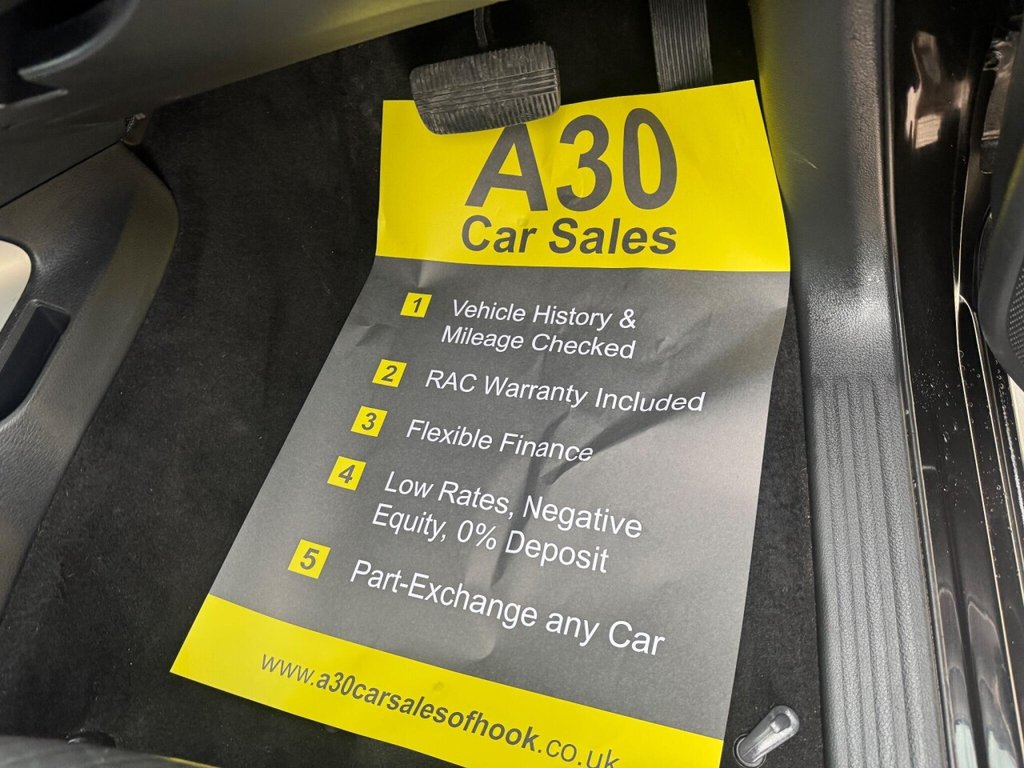 A30
Car Sales
1 Vehicle History &
Mileage Checked
2 RAC Warranty Included
3 Flexible Finance
4 Low Rates, Negative
Equity, 0% Deposit
5 Part-Exchange any Car
www.a30carsalesofhook.co.uk